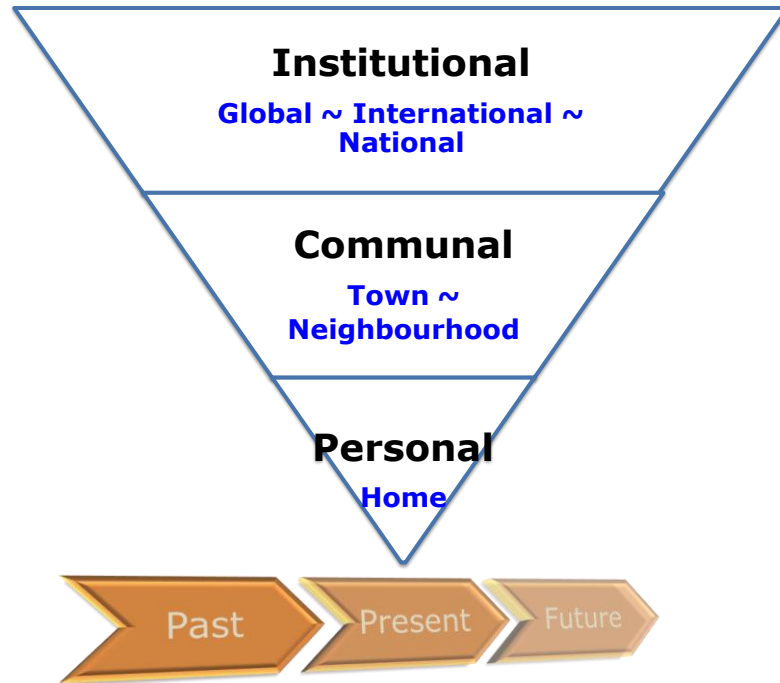 Institutional
Global ~ International ~
National
Communal
Town ~
Neighbourhood
Personal
Home
Past
Present
Future